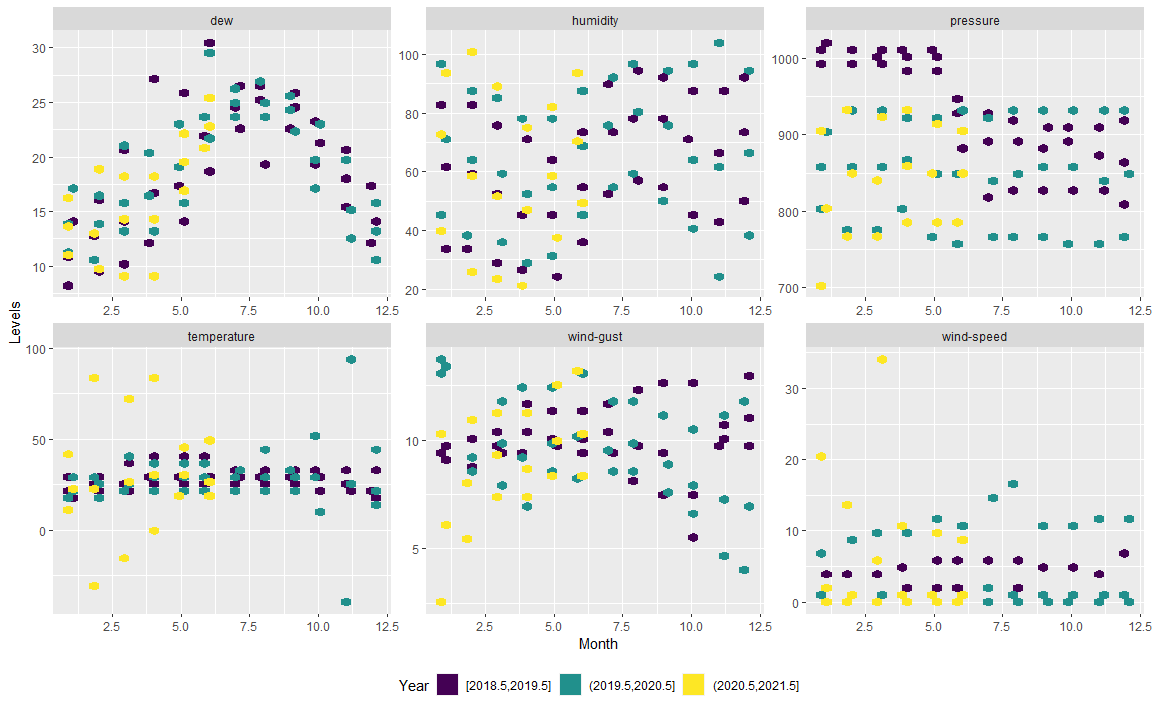 dew
humidity
pressure
30
25
20
15
10
100
80
60
40
20
1000
900
800
700
2.5 5.0 7.5 10.0 12.5
2.5 5.0 7.5 10.0 12.5
2.5 5.0 7.5 10.0 12.5
Levels
temperature
wind-gust
wind-speed
100
50
0
10
5
30
20
10
0
2.5 5.0 7.5 10.0 12.5
2.5 5.0 7.5 10.0 12.5
2.5 5.0 7.5 10.0 12.5
Month
Year [2018.5,2019.5] (2019.5,2020.5] (2020.5,2021.5]